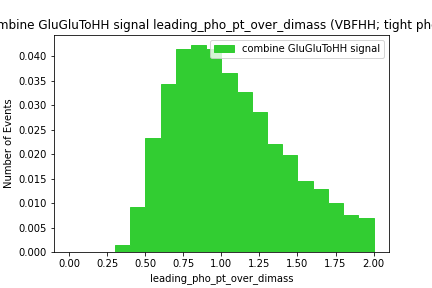 GluGluToHH signal leading_pho_pt_over_dimass (VBFHH; tight
combine GluGluToHH signal
Number of Events
0.040
0.035
0.030
0.025
0.020
0.015
0.010
0.005
0.000
0.00 0.25 0.50 0.75 1.00 1.25 1.50 1.75 2.00
leading_pho_pt_over_dimass